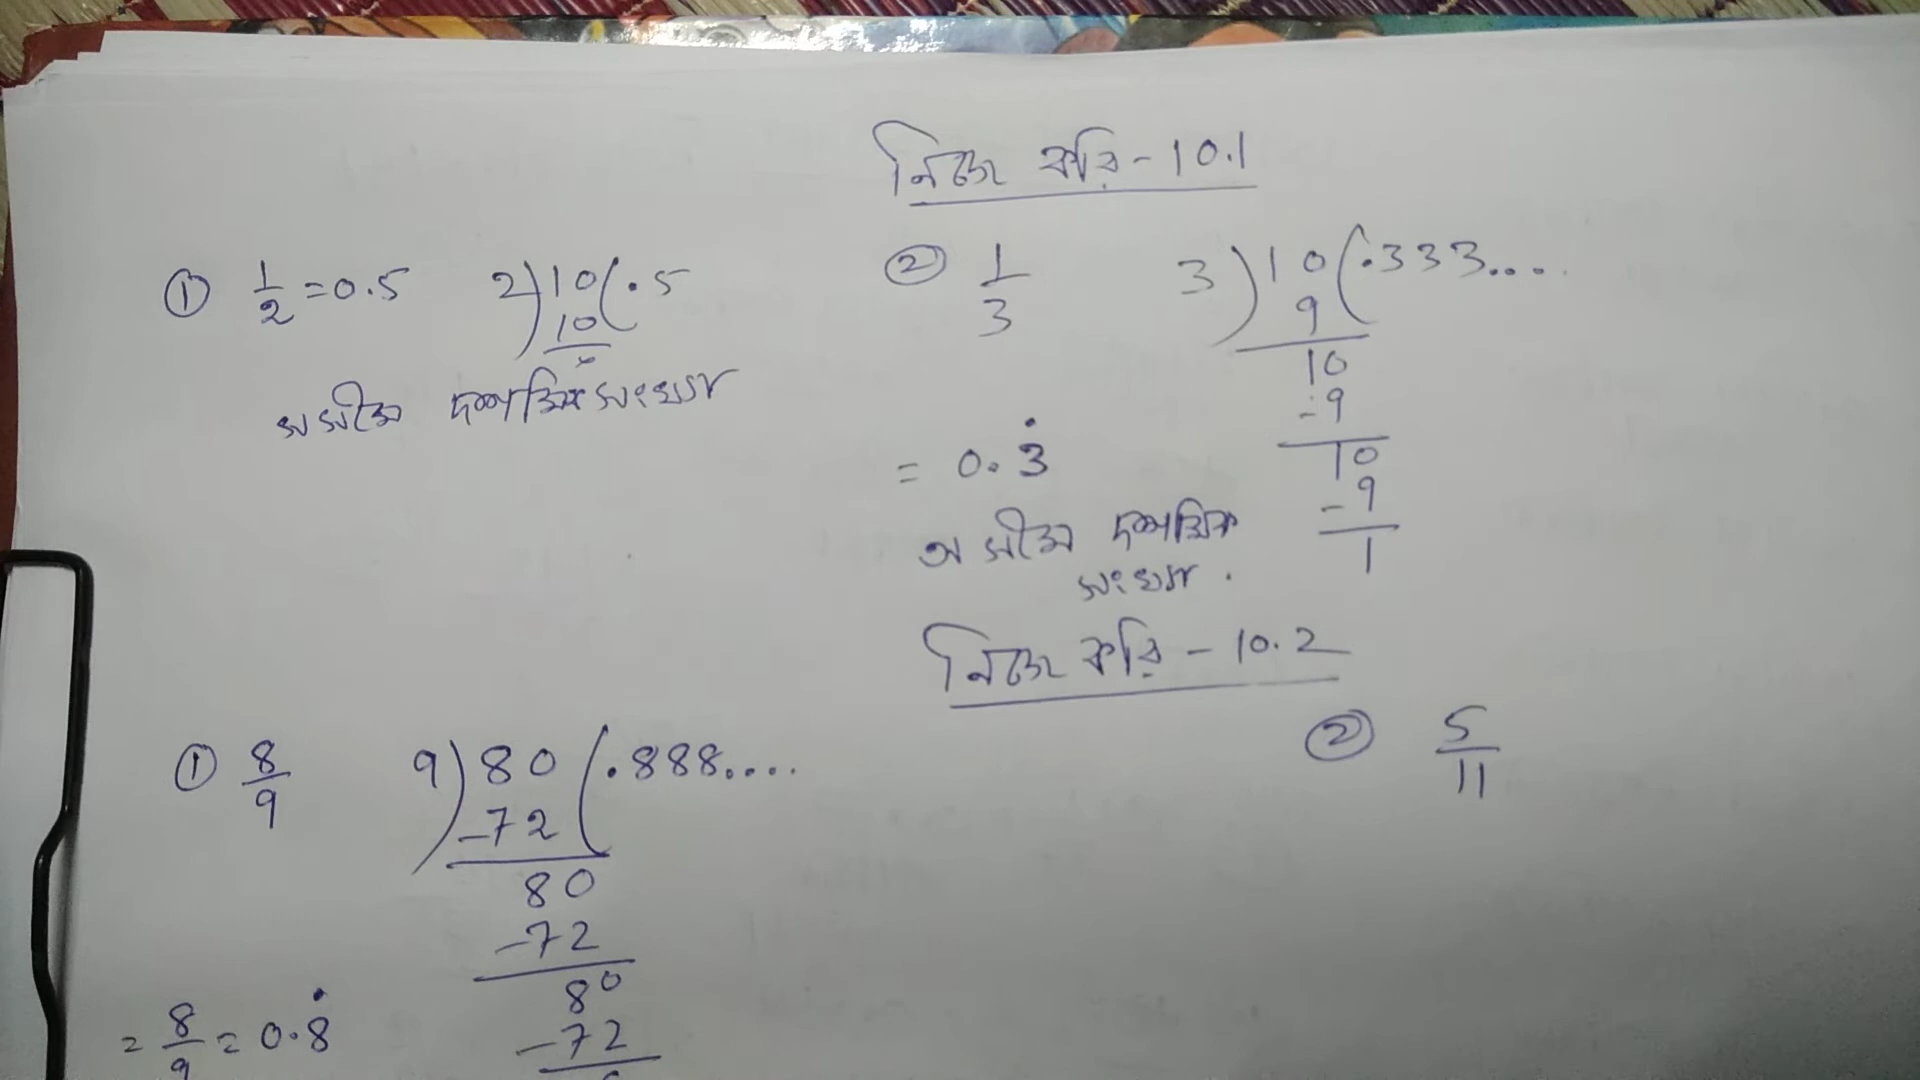 নিজে করি - 10.1
① 1/2 = 0.5
2)10(.5
10
×
সসীম দশমিক সংখ্যা
② 1/3
3)10(.333....
9
10
-9
10
-9
1
= 0.3̇
অসীম দশমিক
সংখ্যা.
নিজে করি - 10.2
① 8/9
9)80(.888....
-72
80
-72
80
-72
= 8/9 = 0.8̇
② 5/11